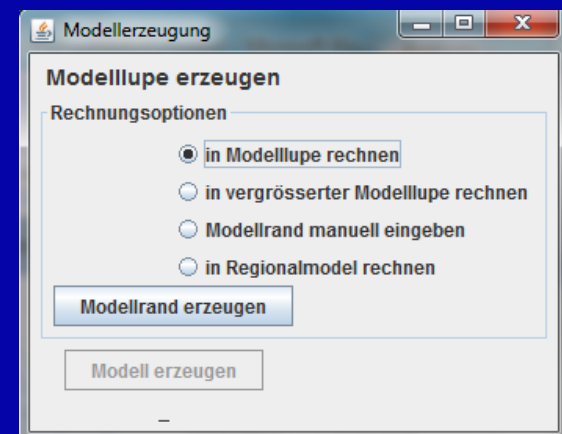 Modellerzeugung
Modelllupe erzeugen
Rechnungsoptionen
in Modelllupe rechnen
in vergrösserter Modelllupe rechnen
Modellrand manuell eingeben
in Regionalmodel rechnen
Modellrand erzeugen
Modell erzeugen
–